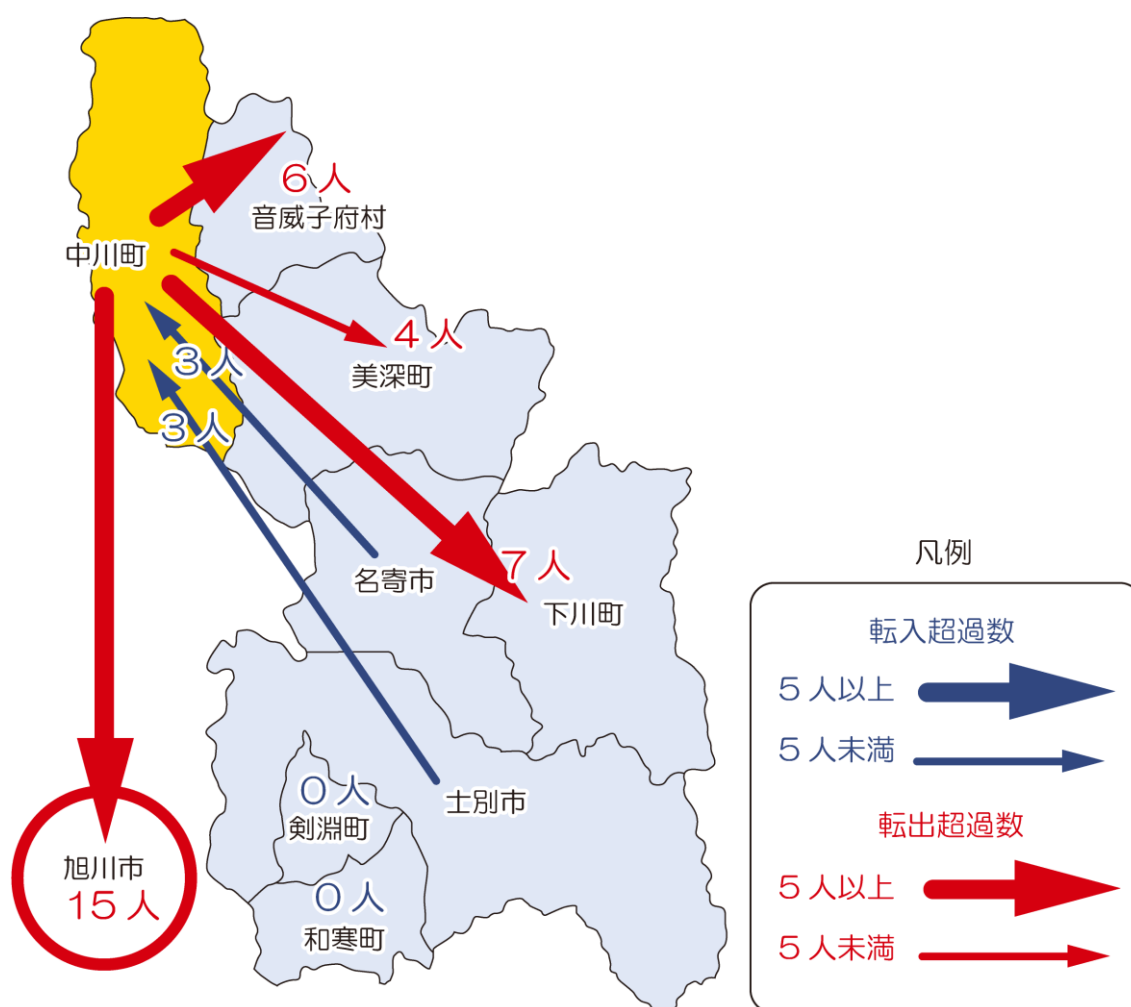 6人
音威子府村
中川町
4人
美深町
3人
3人
7人
下川町
名寄市
0人
剣淵町
士別市
0人
和寒町
旭川市
15人
凡例
転入超過数
5人以上
5人未満
転出超過数
5人以上
5人未満